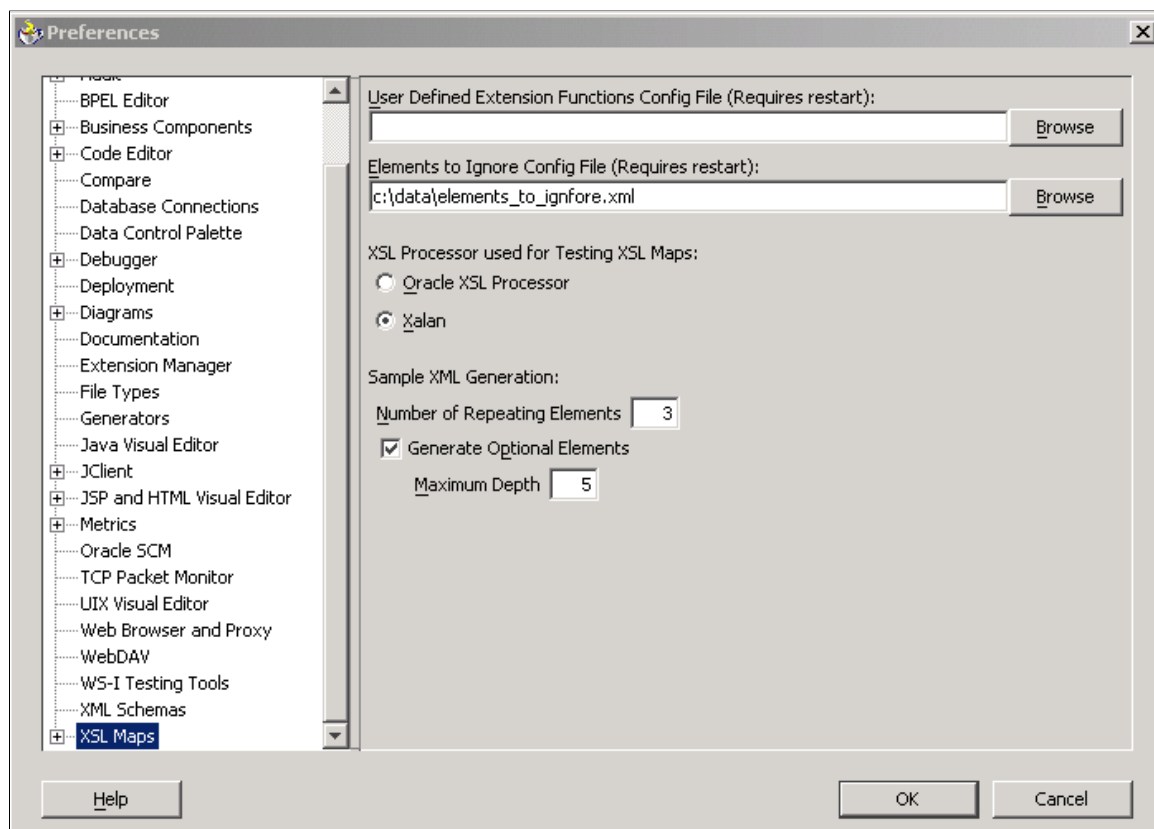 Preferences
BPEL Editor
Business Components
Code Editor
Compare
Database Connections
Data Control Palette
Debugger
Deployment
Diagrams
Documentation
Extension Manager
File Types
Generators
Java Visual Editor
JClient
JSP and HTML Visual Editor
Metrics
Oracle SCM
TCP Packet Monitor
UIX Visual Editor
Web Browser and Proxy
WebDAV
WS-I Testing Tools
XML Schemas
XSL Maps
User Defined Extension Functions Config File (Requires restart):
Browse
Elements to Ignore Config File (Requires restart):
c:\data\elements_to_ignfore.xml
Browse
XSL Processor used for Testing XSL Maps:
Oracle XSL Processor
Xalan
Sample XML Generation:
Number of Repeating Elements 3
Generate Optional Elements
Maximum Depth 5
Help
OK
Cancel